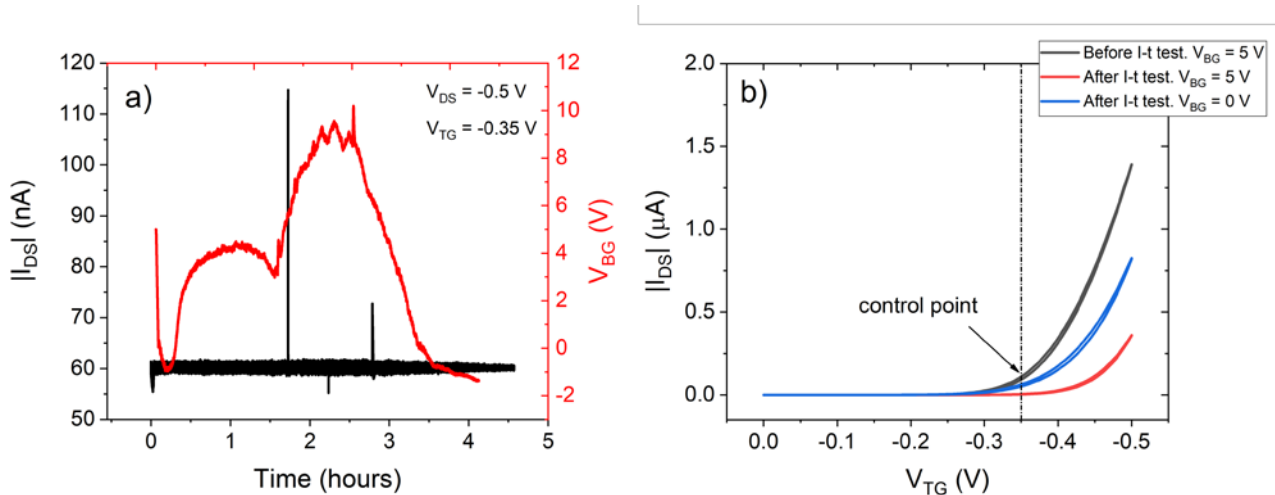 a)
V_DS = -0.5 V
V_TG = -0.35 V
|I_DS| (nA)
120
110
100
90
80
70
60
50
0 1 2 3 4 5
Time (hours)
12
10
8
6
4
2
0
-2
V_BG (V)
b)
Before I-t test. V_BG = 5 V
After I-t test. V_BG = 5 V
After I-t test. V_BG = 0 V
|I_DS| (μA)
2.0
1.5
1.0
0.5
0.0
control point
0.0 -0.1 -0.2 -0.3 -0.4 -0.5
V_TG (V)